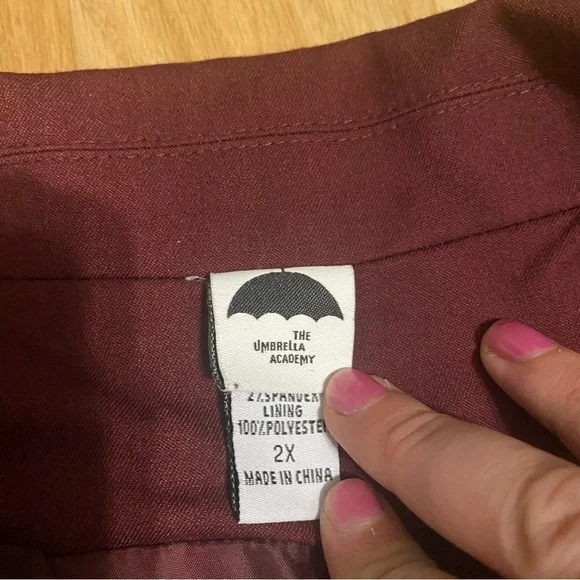 THE
UMBRELLA
ACADEMY
2%SPANDEX
LINING
100%POLYESTER
2X
MADE IN CHINA